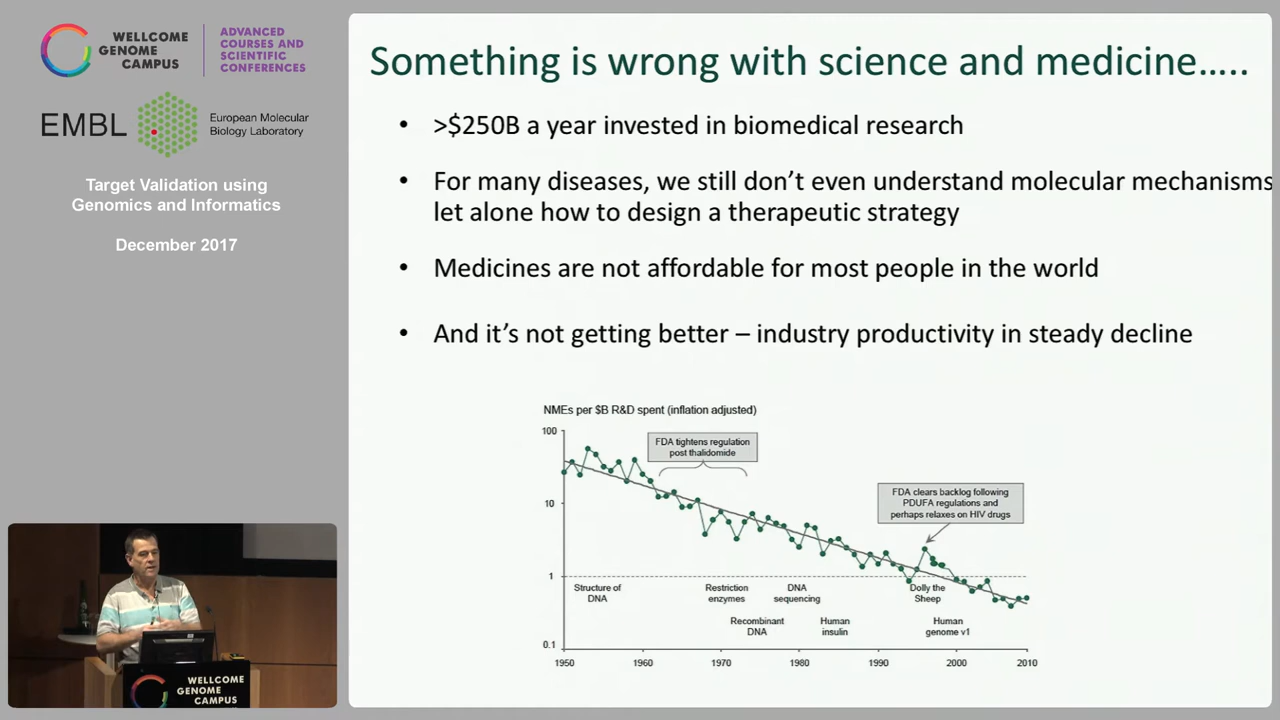 WELLCOME
GENOME
CAMPUS
ADVANCED
COURSES AND
SCIENTIFIC
CONFERENCES
EMBL
European Molecular
Biology Laboratory
Target Validation using
Genomics and Informatics
December 2017
Something is wrong with science and medicine.....
• >$250B a year invested in biomedical research
• For many diseases, we still don't even understand molecular mechanisms
let alone how to design a therapeutic strategy
• Medicines are not affordable for most people in the world
• And it's not getting better – industry productivity in steady decline
NMEs per $B R&D spent (inflation adjusted)
100
10
1
0.1
FDA tightens regulation
post thalidomide
FDA clears backlog following
PDUFA regulations and
perhaps relaxes on HIV drugs
Structure of
DNA
Restriction
enzymes
DNA
sequencing
Dolly the
Sheep
Recombinant
DNA
Human
insulin
Human
genome v1
1950 1960 1970 1980 1990 2000 2010
WELLCOME
GENOME
CAMPUS